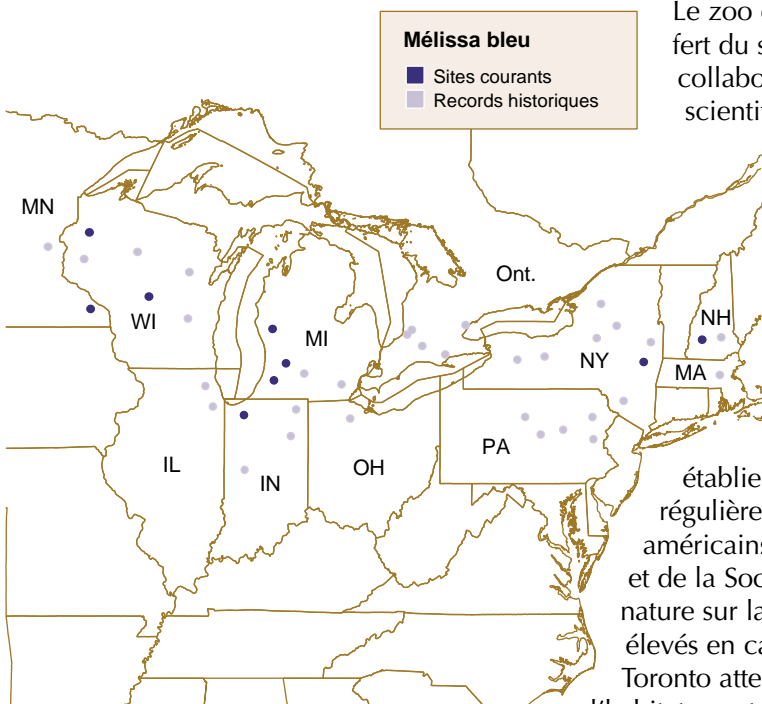 Le zoo
fert du
collabo
scientif
Mélissa bleu
Sites courants
Records historiques
MN
WI
MI
Ont.
NH
NY
MA
IL
IN
OH
PA
établie
régulière
américains
et de la Soc
nature sur la
élevés en ca
Toronto atte